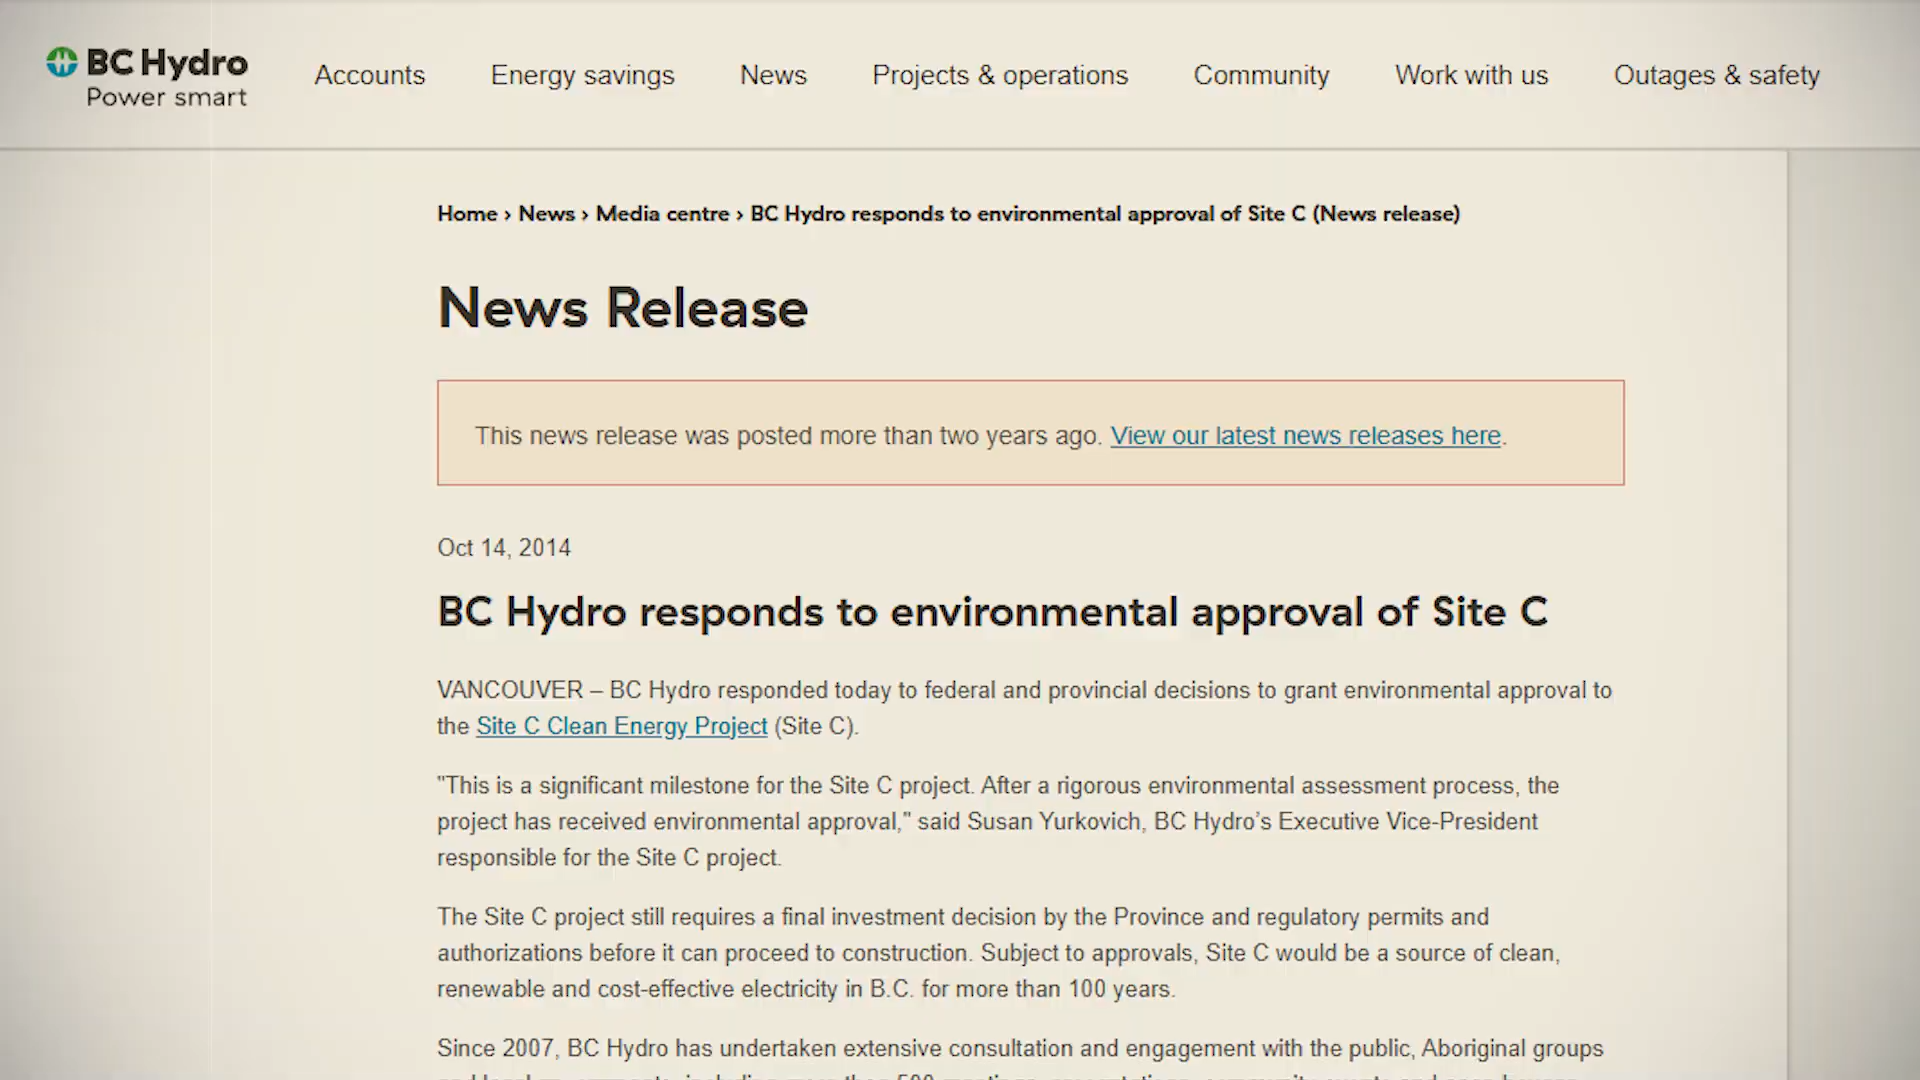 BC Hydro
Power smart
Accounts
Energy savings
News
Projects & operations
Community
Work with us
Outages & safety
Home › News › Media centre › BC Hydro responds to environmental approval of Site C (News release)
News Release
This news release was posted more than two years ago. View our latest news releases here.
Oct 14, 2014
BC Hydro responds to environmental approval of Site C
VANCOUVER – BC Hydro responded today to federal and provincial decisions to grant environmental approval to
the Site C Clean Energy Project (Site C).
"This is a significant milestone for the Site C project. After a rigorous environmental assessment process, the
project has received environmental approval," said Susan Yurkovich, BC Hydro’s Executive Vice-President
responsible for the Site C project.
The Site C project still requires a final investment decision by the Province and regulatory permits and
authorizations before it can proceed to construction. Subject to approvals, Site C would be a source of clean,
renewable and cost-effective electricity in B.C. for more than 100 years.
Since 2007, BC Hydro has undertaken extensive consultation and engagement with the public, Aboriginal groups